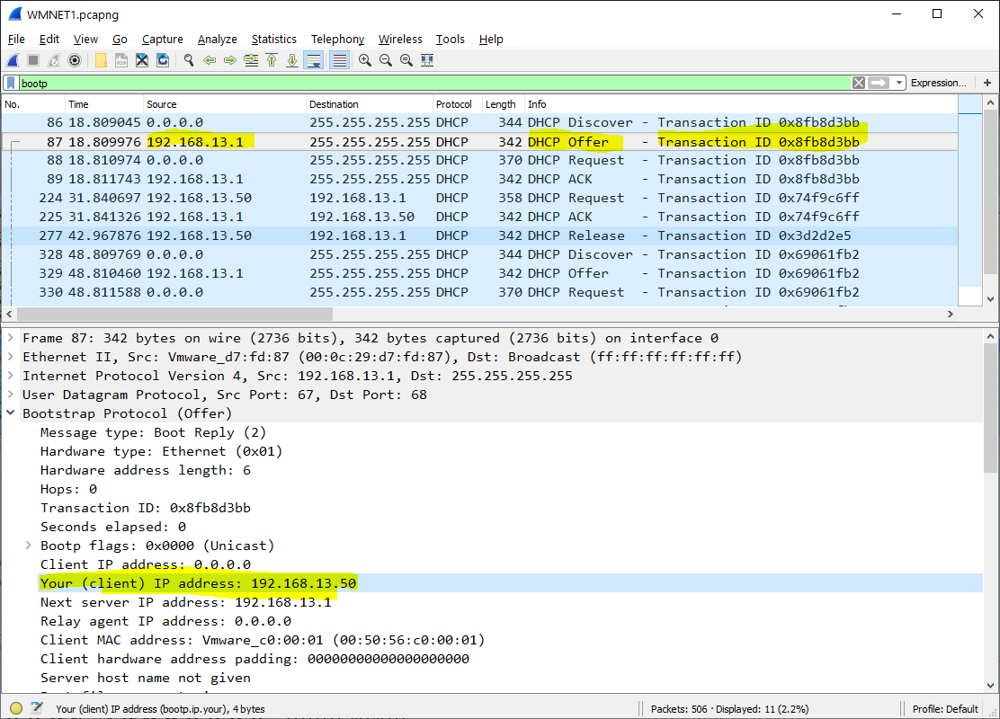 WMNET1.pcapng
File Edit View Go Capture Analyze Statistics Telephony Wireless Tools Help
bootp Expression... +
No. Time Source Destination Protocol Length Info
86 18.809045 0.0.0.0 255.255.255.255 DHCP 344 DHCP Discover - Transaction ID 0x8fb8d3bb
87 18.809976 192.168.13.1 255.255.255.255 DHCP 342 DHCP Offer - Transaction ID 0x8fb8d3bb
88 18.810974 0.0.0.0 255.255.255.255 DHCP 370 DHCP Request - Transaction ID 0x8fb8d3bb
89 18.811743 192.168.13.1 255.255.255.255 DHCP 342 DHCP ACK - Transaction ID 0x8fb8d3bb
224 31.840697 192.168.13.50 192.168.13.1 DHCP 358 DHCP Request - Transaction ID 0x74f9c6ff
225 31.841326 192.168.13.1 192.168.13.50 DHCP 342 DHCP ACK - Transaction ID 0x74f9c6ff
277 42.967876 192.168.13.50 192.168.13.1 DHCP 342 DHCP Release - Transaction ID 0x3d2d2e5
328 48.809769 0.0.0.0 255.255.255.255 DHCP 344 DHCP Discover - Transaction ID 0x69061fb2
329 48.810460 192.168.13.1 255.255.255.255 DHCP 342 DHCP Offer - Transaction ID 0x69061fb2
330 48.811588 0.0.0.0 255.255.255.255 DHCP 370 DHCP Request - Transaction ID 0x69061fb2
Frame 87: 342 bytes on wire (2736 bits), 342 bytes captured (2736 bits) on interface 0
Ethernet II, Src: Vmware_d7:fd:87 (00:0c:29:d7:fd:87), Dst: Broadcast (ff:ff:ff:ff:ff:ff)
Internet Protocol Version 4, Src: 192.168.13.1, Dst: 255.255.255.255
User Datagram Protocol, Src Port: 67, Dst Port: 68
Bootstrap Protocol (Offer)
Message type: Boot Reply (2)
Hardware type: Ethernet (0x01)
Hardware address length: 6
Hops: 0
Transaction ID: 0x8fb8d3bb
Seconds elapsed: 0
Bootp flags: 0x0000 (Unicast)
Client IP address: 0.0.0.0
Your (client) IP address: 192.168.13.50
Next server IP address: 192.168.13.1
Relay agent IP address: 0.0.0.0
Client MAC address: Vmware_c0:00:01 (00:50:56:c0:00:01)
Client hardware address padding: 00000000000000000000
Server host name not given
Your (client) IP address (bootp.ip.your), 4 bytes Packets: 506 · Displayed: 11 (2.2%) Profile: Default